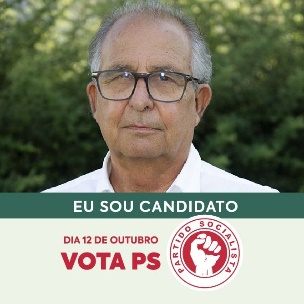 EU SOU CANDIDATO
DIA 12 DE OUTUBRO
VOTA PS
PARTIDO SOCIALISTA